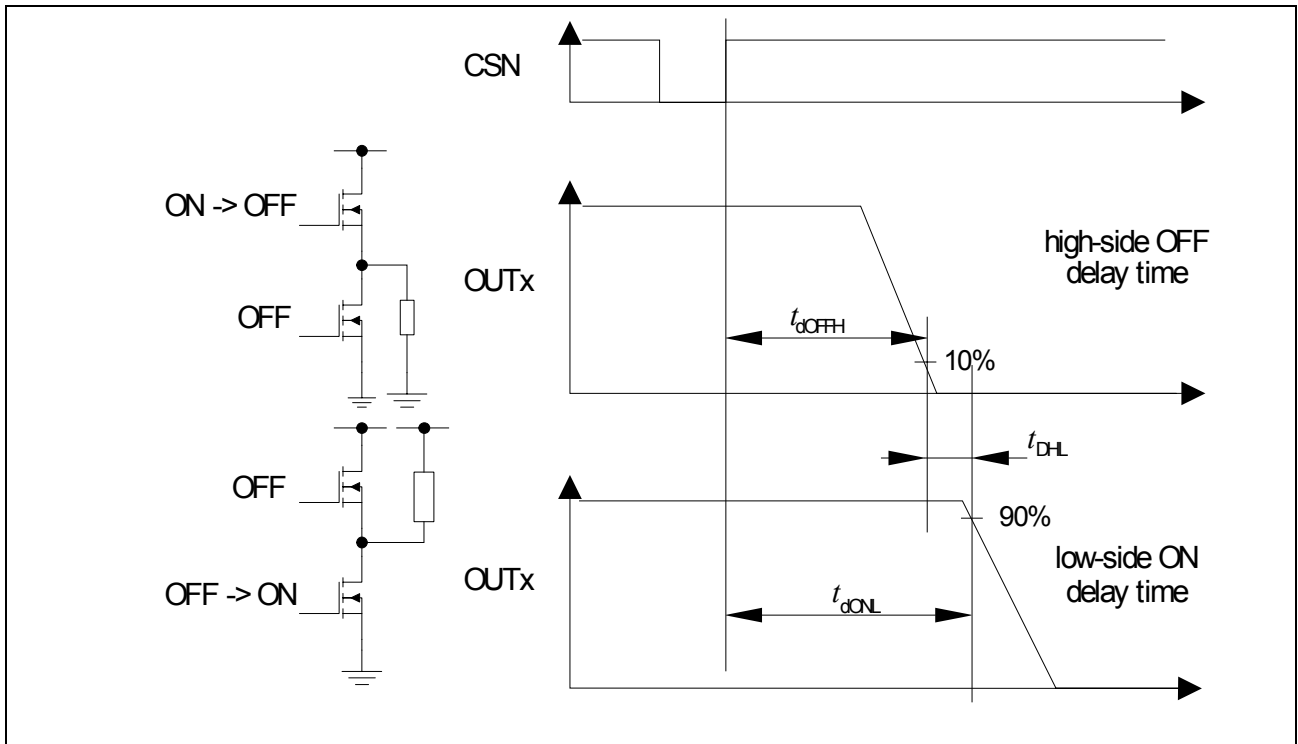 CSN
ON -> OFF
OFF
OUTx
high-side OFF
delay time
tdOFFH
10%
tDHL
OFF
OFF -> ON
OUTx
90%
low-side ON
delay time
tdONL